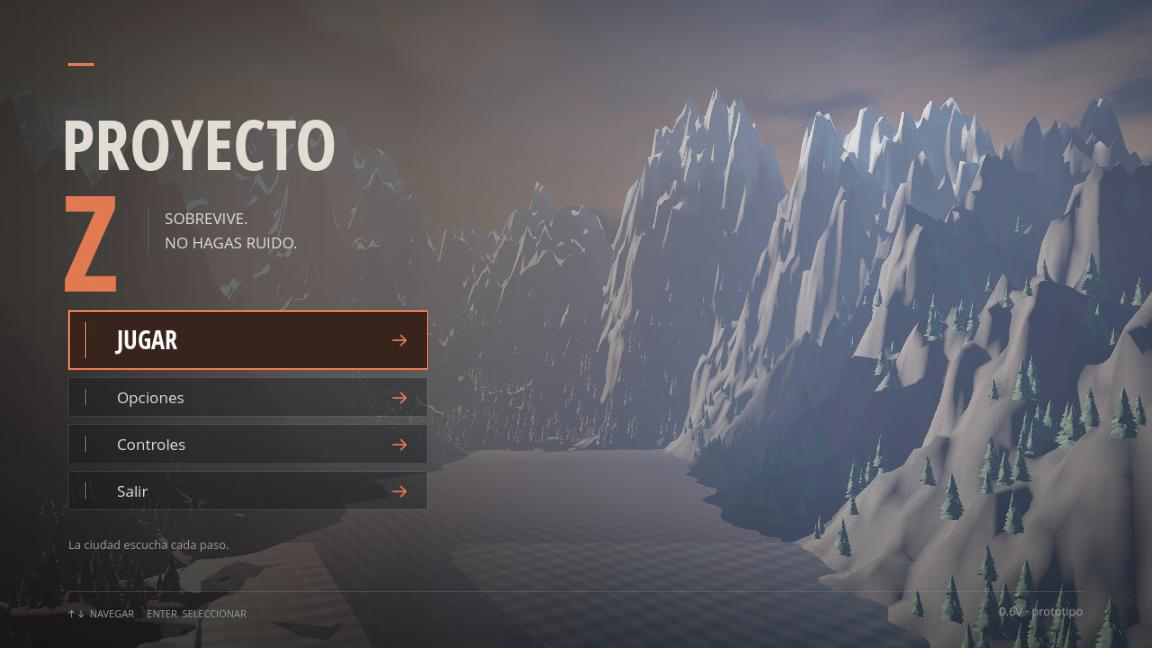 PROYECTO
Z
SOBREVIVE.
NO HAGAS RUIDO.
JUGAR →
Opciones →
Controles →
Salir →
La ciudad escucha cada paso.
↑↓ NAVEGAR ENTER SELECCIONAR
0.6V · prototipo